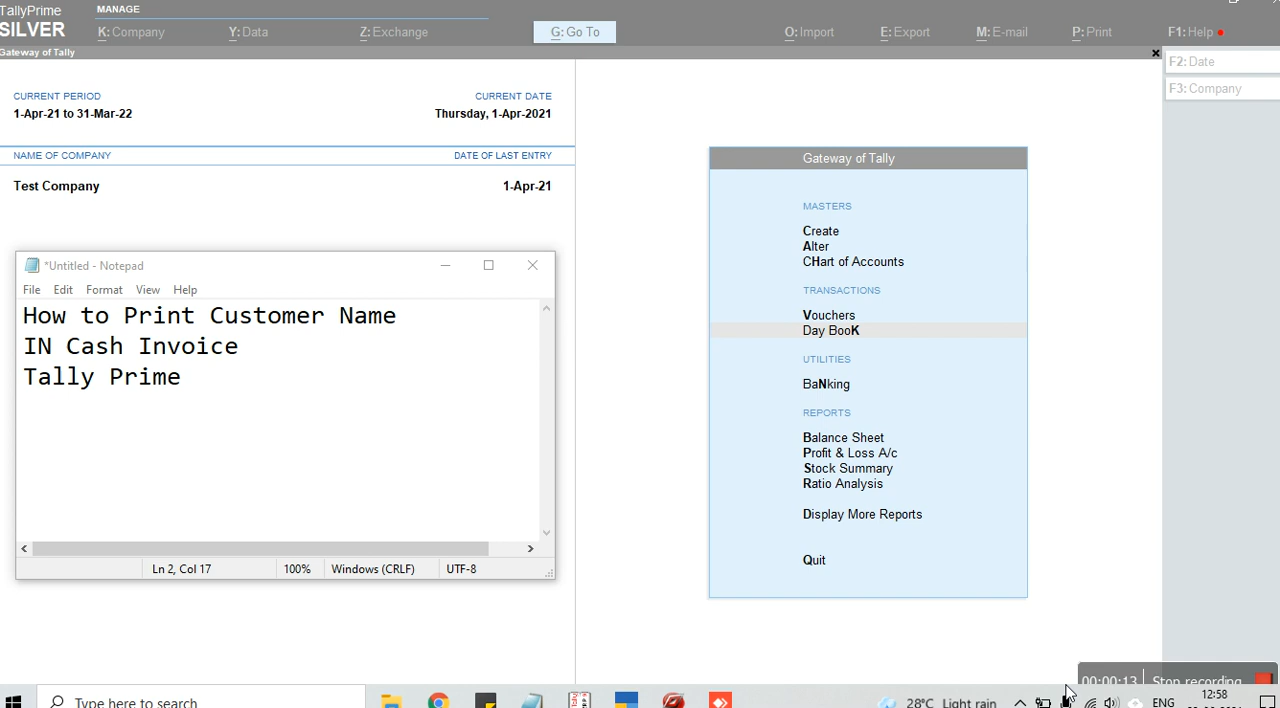 TallyPrime
MANAGE
SILVER
K: Company
Y: Data
Z: Exchange
G: Go To
O: Import
E: Export
M: E-mail
P: Print
F1: Help
Gateway of Tally
F2: Date
F3: Company
CURRENT PERIOD
CURRENT DATE
1-Apr-21 to 31-Mar-22
Thursday, 1-Apr-2021
NAME OF COMPANY
DATE OF LAST ENTRY
Test Company
1-Apr-21
*Untitled - Notepad
File Edit Format View Help
How to Print Customer Name
IN Cash Invoice
Tally Prime
Ln 2, Col 17
100%
Windows (CRLF)
UTF-8
Gateway of Tally
MASTERS
Create
Alter
CHart of Accounts
TRANSACTIONS
Vouchers
Day BooK
UTILITIES
BaNking
REPORTS
Balance Sheet
Profit & Loss A/c
Stock Summary
Ratio Analysis
Display More Reports
Quit
00:00:13
Stop recording
Type here to search
28°C Light rain
ENG
12:58